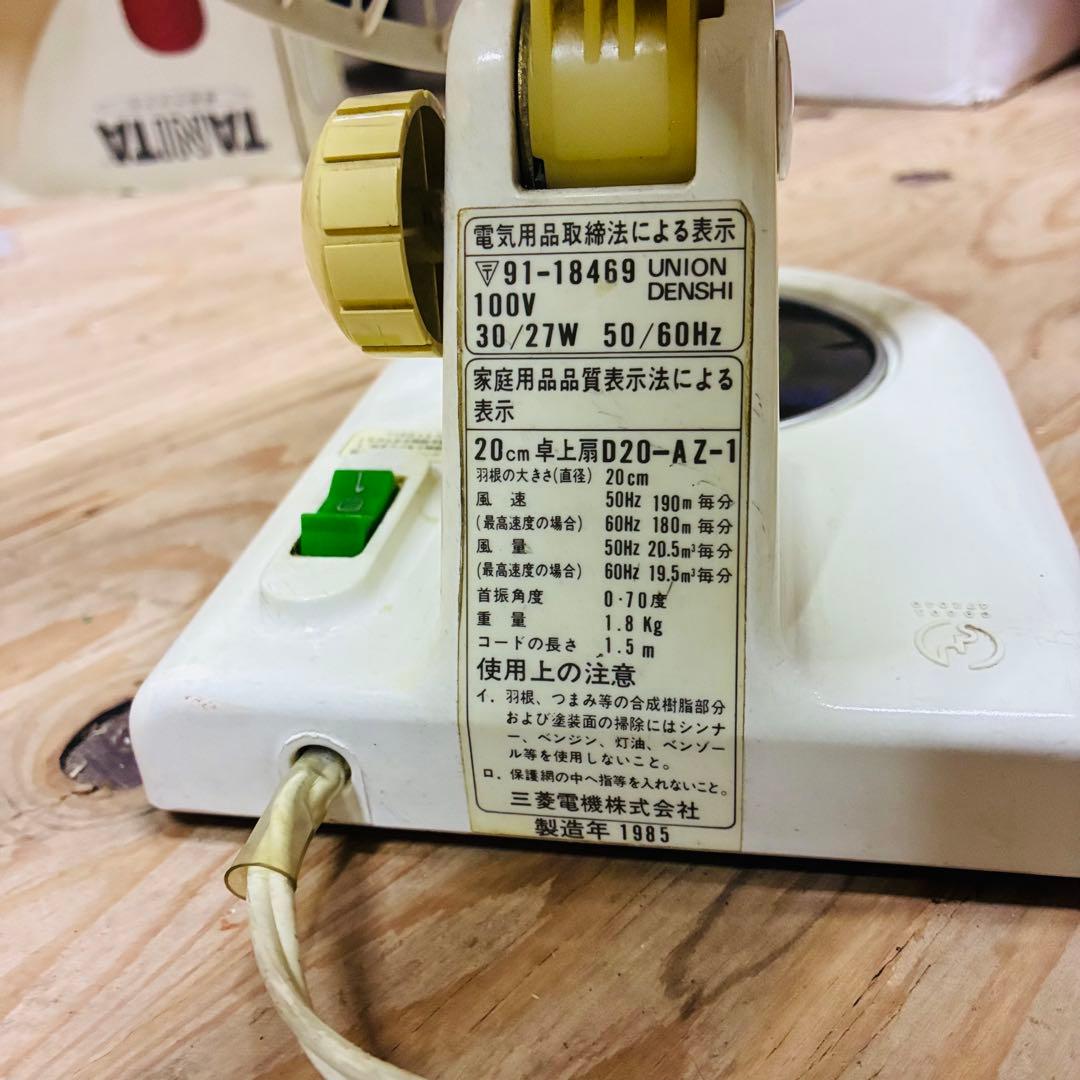 TANITA
電気用品取締法による表示
〒91-18469 UNION DENSHI
100V
30/27W 50/60Hz
家庭用品品質表示法による
表示
20cm 卓上扇 D20-AZ-1
羽根の大きさ(直径) 20cm
風速 50Hz 190m 毎分
(最高速度の場合) 60Hz 180m 毎分
風量 50Hz 20.5m³毎分
(最高速度の場合) 60Hz 19.5m³毎分
首振角度 0・70度
重量 1.8Kg
コードの長さ 1.5m
使用上の注意
イ. 羽根、つまみ等の合成樹脂部分
および塗装面の掃除にはシンナ
ー、ベンジン、灯油、ベンゾー
ル等を使用しないこと。
ロ. 保護網の中へ指等を入れないこと。
三菱電機株式会社
製造年 1985